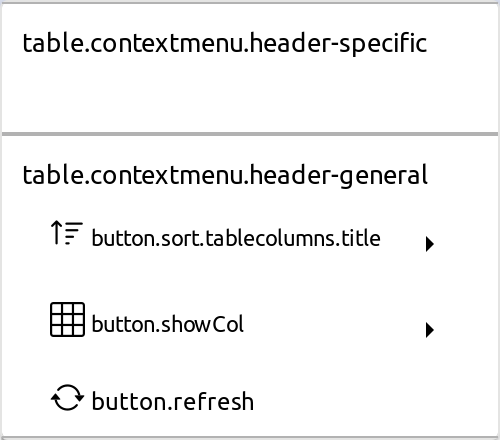 table.contextmenu.header-specific
table.contextmenu.header-general
button.sort.tablecolumns.title
button.showCol
button.refresh